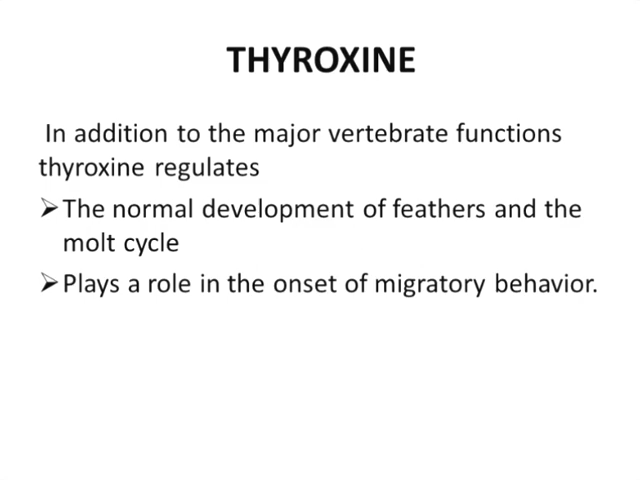 THYROXINE
In addition to the major vertebrate functions
thyroxine regulates
➢The normal development of feathers and the
molt cycle
➢Plays a role in the onset of migratory behavior.